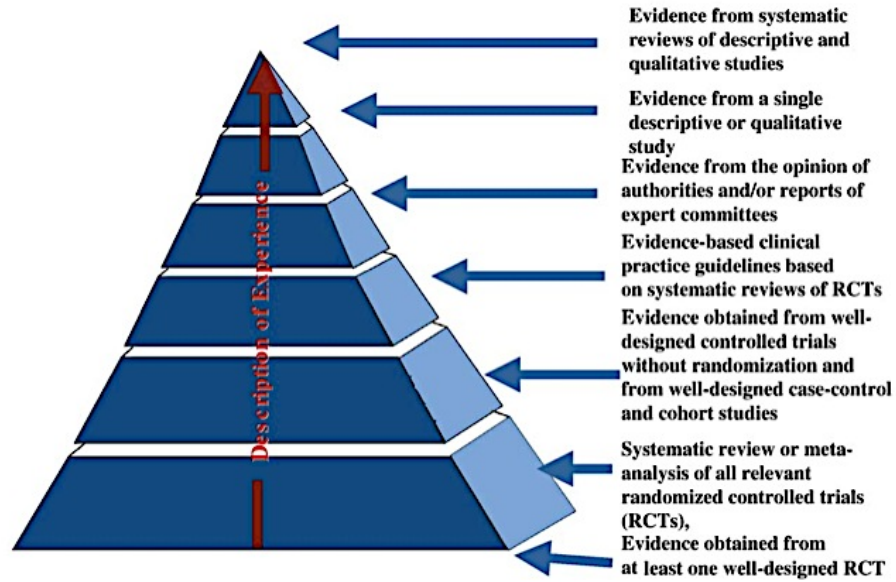 Evidence from systematic
reviews of descriptive and
qualitative studies
Evidence from a single
descriptive or qualitative
study
Evidence from the opinion of
authorities and/or reports of
expert committees
Evidence-based clinical
practice guidelines based
on systematic reviews of RCTs
Evidence obtained from well-
designed controlled trials
without randomization and
from well-designed case-control
and cohort studies
Systematic review or meta-
analysis of all relevant
randomized controlled trials
(RCTs),
Evidence obtained from
at least one well-designed RCT
Description of Experience